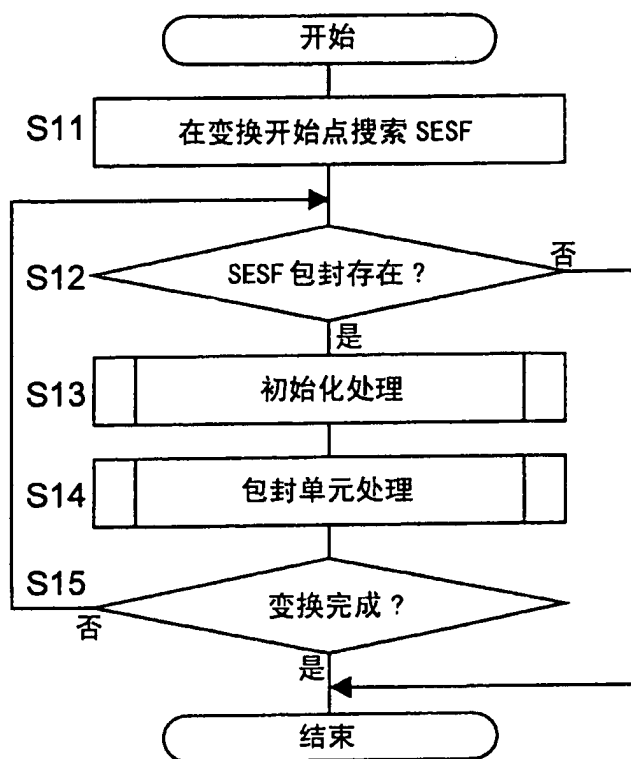 开始
S11
在变换开始点搜索 SESF
S12
SESF 包封存在？
否
是
S13
初始化处理
S14
包封单元处理
S15
变换完成？
否
是
结束